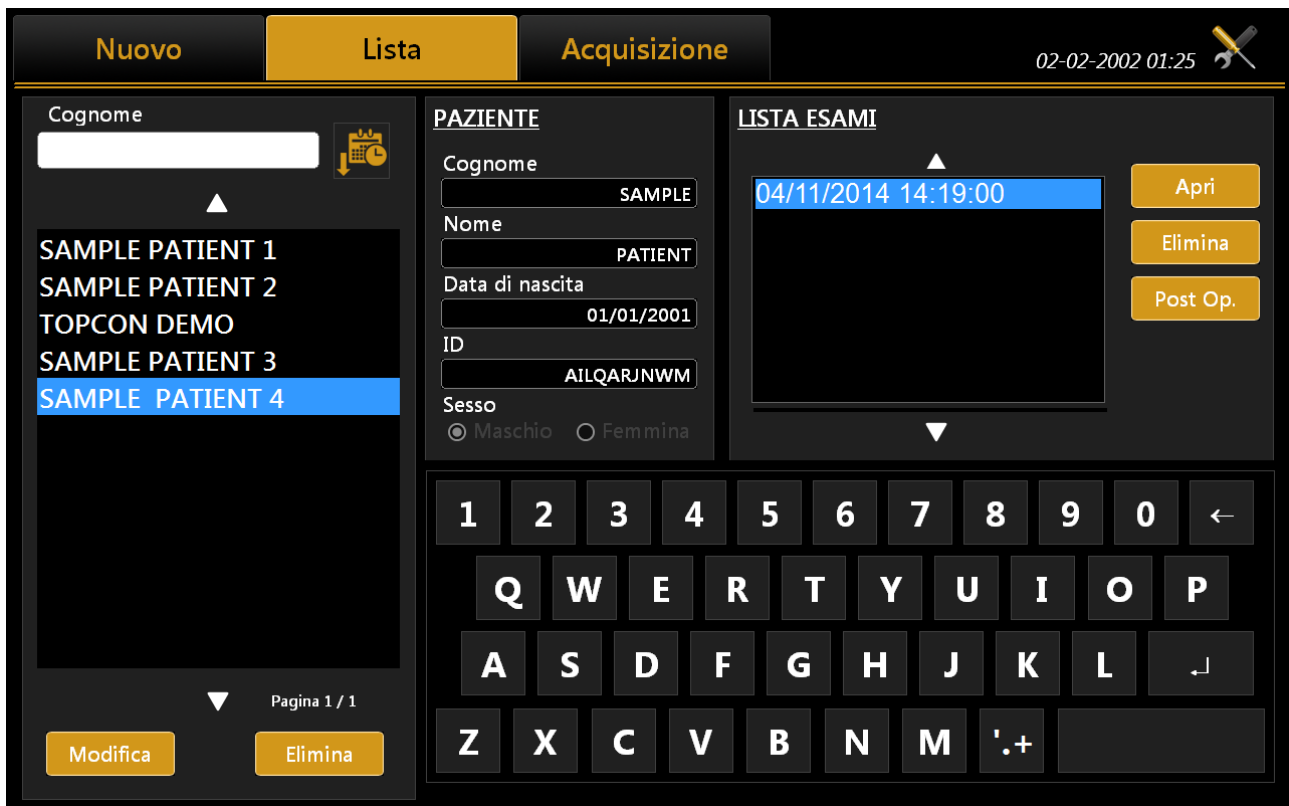 Nuovo
Lista
Acquisizione
02-02-2002 01:25
Cognome
SAMPLE PATIENT 1
SAMPLE PATIENT 2
TOPCON DEMO
SAMPLE PATIENT 3
SAMPLE  PATIENT 4
Pagina 1 / 1
Modifica
Elimina
PAZIENTE
Cognome
SAMPLE
Nome
PATIENT
Data di nascita
01/01/2001
ID
AILQARJNWM
Sesso
Maschio Femmina
LISTA ESAMI
04/11/2014 14:19:00
Apri
Elimina
Post Op.
1 2 3 4 5 6 7 8 9 0 ←
Q W E R T Y U I O P
A S D F G H J K L ↵
Z X C V B N M '.+